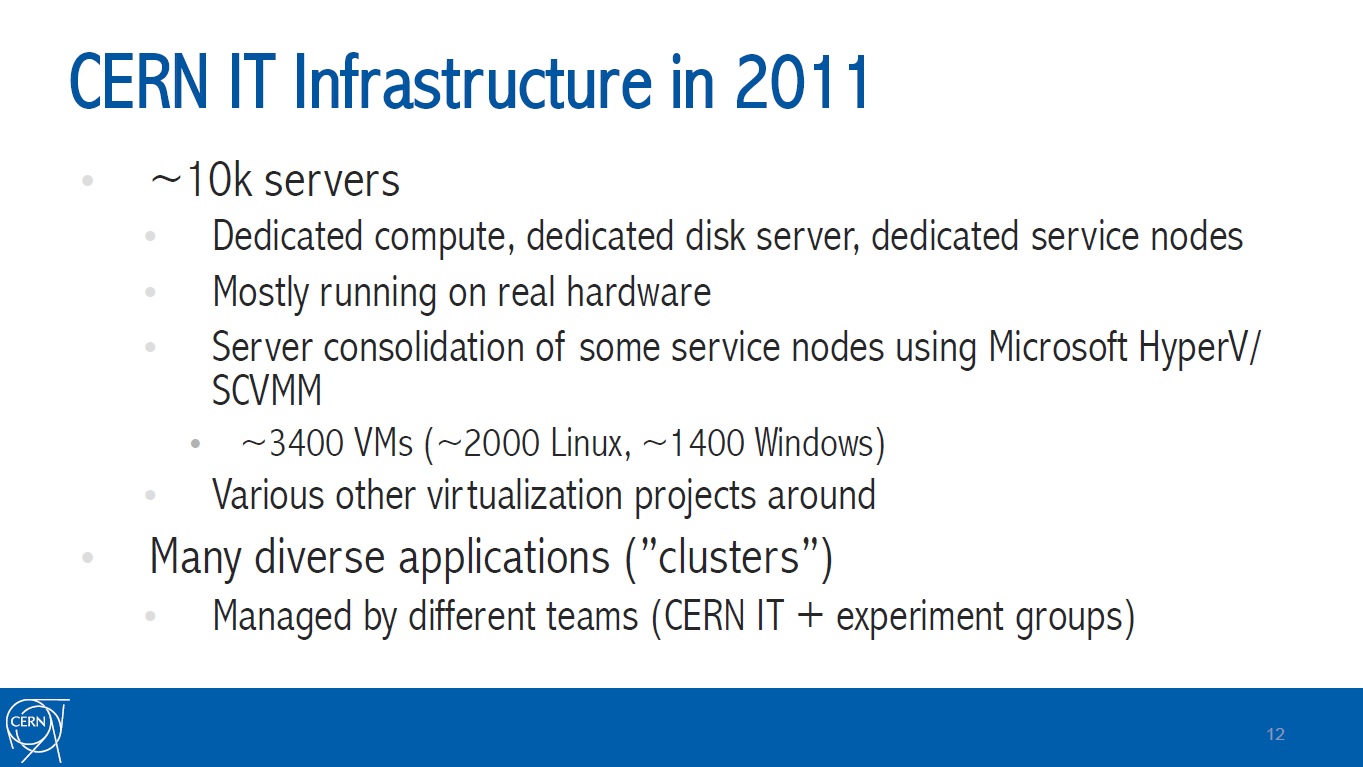 CERN IT Infrastructure in 2011
• ~10k servers
• Dedicated compute, dedicated disk server, dedicated service nodes
• Mostly running on real hardware
• Server consolidation of some service nodes using Microsoft HyperV/
SCVMM
• ~3400 VMs (~2000 Linux, ~1400 Windows)
• Various other virtualization projects around
• Many diverse applications (”clusters”)
• Managed by different teams (CERN IT + experiment groups)
CERN
12